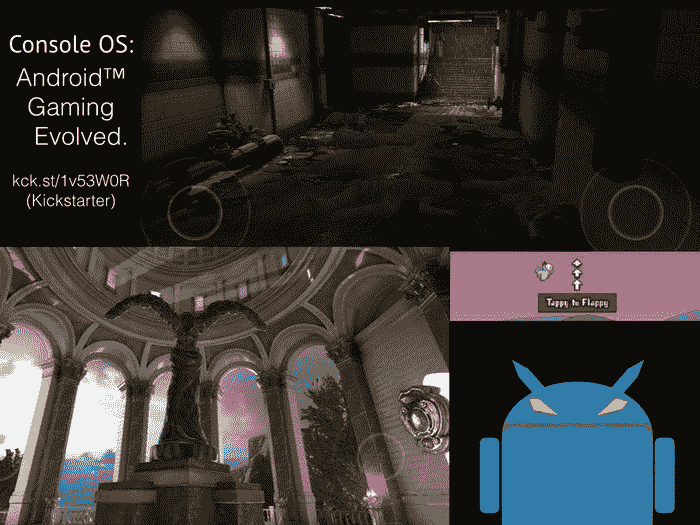 Console OS:
Android™
Gaming
Evolved.
kck.st/1v53W0R
(Kickstarter)
Tappy to Flappy